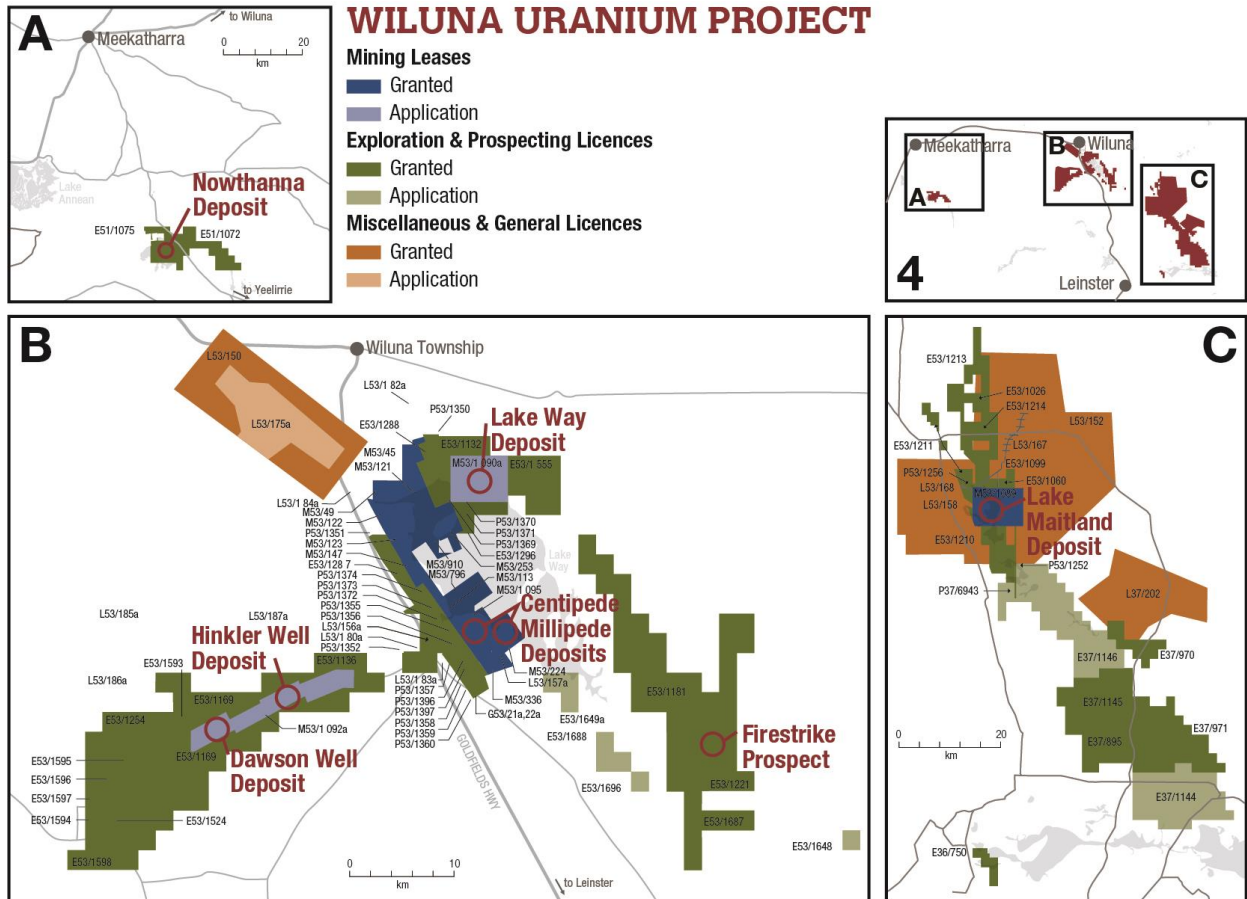 A
to Wiluna
Meekatharra
0 20
km
Lake
Annean
Nowthanna
Deposit
E51/1075
E51/1072
to Yeelirrie
WILUNA URANIUM PROJECT
Mining Leases
Granted
Application
Exploration & Prospecting Licences
Granted
Application
Miscellaneous & General Licences
Granted
Application
Meekatharra
B
Wiluna
A
C
4
Leinster
B
L53/150
Wiluna Township
L53/1 82a
L53/175a
P53/1350
E53/1288
Lake Way
Deposit
M53/45
E53/1132
M53/121
M53/1 090a
E53/1 555
L53/1 84a
M53/49
M53/122
P53/1351
M53/123
M53/147
E53/128 7
P53/1374
P53/1373
P53/1372
P53/1355
P53/1356
L53/156a
L53/1 80a
P53/1352
P53/1370
P53/1371
P53/1369
E53/1296
M53/253
M53/113
M53/1 095
M53/910
M53/796
Lake
Way
Centipede
Millipede
Deposits
L53/185a
L53/187a
Hinkler Well
Deposit
E53/1593
E53/1136
L53/186a
E53/1169
E53/1254
M53/1 092a
E53/1169
Dawson Well
Deposit
E53/1595
E53/1596
E53/1597
E53/1594
E53/1524
E53/1598
L53/1 83a
P53/1357
P53/1396
P53/1397
P53/1358
P53/1359
P53/1360
M53/224
L53/157a
M53/336
G53/21a,22a
E53/1649a
E53/1688
E53/1696
E53/1181
Firestrike
Prospect
E53/1221
E53/1687
E53/1648
GOLDFIELDS HWY
0 10
km
to Leinster
C
E53/1213
E53/1026
E53/1214
L53/152
E53/1211
L53/167
E53/1099
P53/1256
E53/1060
L53/168
M53/1089
L53/158
Lake
Maitland
Deposit
E53/1210
P53/1252
P37/6943
L37/202
E37/1146
E37/970
E37/1145
E37/971
E37/895
0 20
km
E37/1144
E36/750